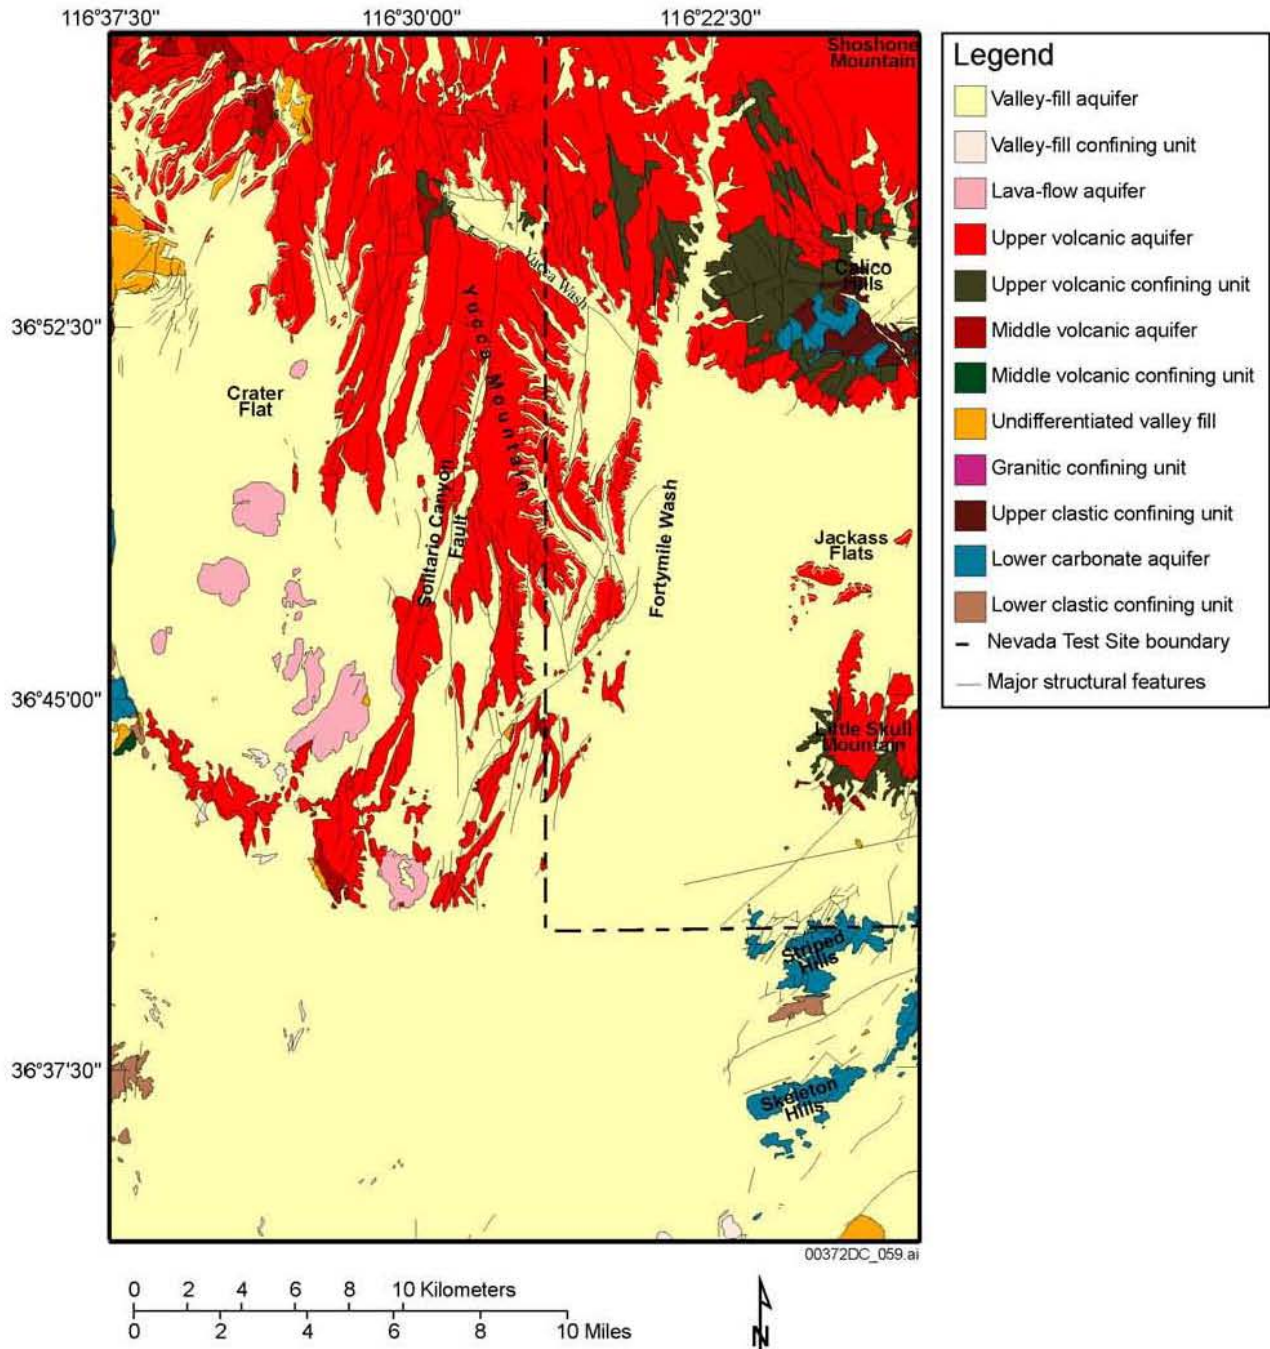 116°37'30" 116°30'00" 116°22'30"
Shoshone
Mountain
Legend
Valley-fill aquifer
Valley-fill confining unit
Lava-flow aquifer
Upper volcanic aquifer
Upper volcanic confining unit
Middle volcanic aquifer
Middle volcanic confining unit
Undifferentiated valley fill
Granitic confining unit
Upper clastic confining unit
Lower carbonate aquifer
Lower clastic confining unit
Nevada Test Site boundary
Major structural features
Yucca Wash
Calico
Hills
Yucca Mountain
36°52'30"
Crater
Flat
Solitario Canyon
Fault
Fortymile Wash
Jackass
Flats
36°45'00"
Little Skull
Mountain
Striped
Hills
36°37'30"
Skeleton
Hills
00372DC_059.ai
0 2 4 6 8 10 Kilometers
0 2 4 6 8 10 Miles
N